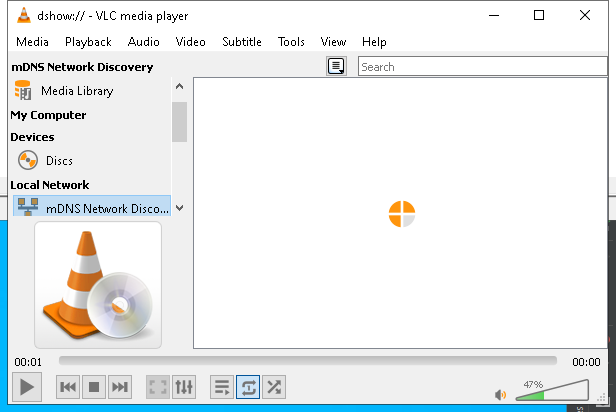 dshow:// - VLC media player
Media Playback Audio Video Subtitle Tools View Help
mDNS Network Discovery
Search
Media Library
My Computer
Devices
Discs
Local Network
mDNS Network Disco...
00:01
00:00
47%